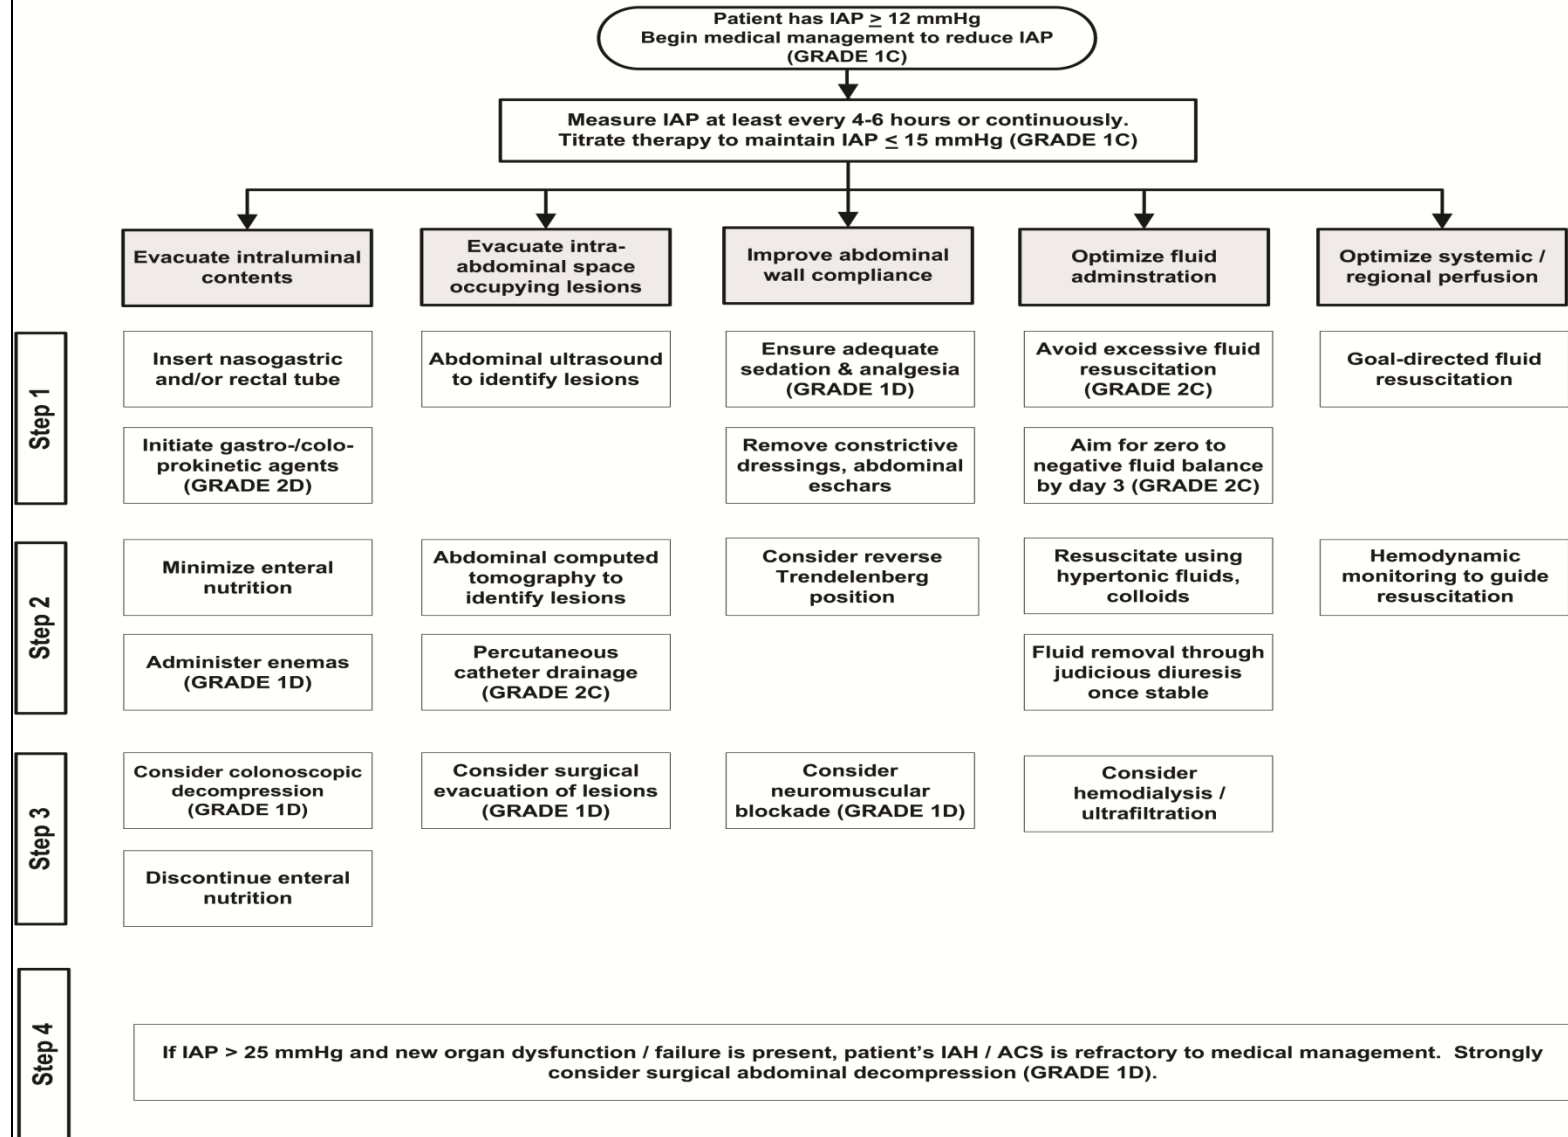 Patient has IAP ≥ 12 mmHg
Begin medical management to reduce IAP
(GRADE 1C)
Measure IAP at least every 4-6 hours or continuously.
Titrate therapy to maintain IAP ≤ 15 mmHg (GRADE 1C)
Evacuate intraluminal
contents
Evacuate intra-
abdominal space
occupying lesions
Improve abdominal
wall compliance
Optimize fluid
adminstration
Optimize systemic /
regional perfusion
Step 1
Insert nasogastric
and/or rectal tube
Abdominal ultrasound
to identify lesions
Ensure adequate
sedation & analgesia
(GRADE 1D)
Avoid excessive fluid
resuscitation
(GRADE 2C)
Goal-directed fluid
resuscitation
Initiate gastro-/colo-
prokinetic agents
(GRADE 2D)
Remove constrictive
dressings, abdominal
eschars
Aim for zero to
negative fluid balance
by day 3 (GRADE 2C)
Step 2
Minimize enteral
nutrition
Abdominal computed
tomography to
identify lesions
Consider reverse
Trendelenberg
position
Resuscitate using
hypertonic fluids,
colloids
Hemodynamic
monitoring to guide
resuscitation
Administer enemas
(GRADE 1D)
Percutaneous
catheter drainage
(GRADE 2C)
Fluid removal through
judicious diuresis
once stable
Step 3
Consider colonoscopic
decompression
(GRADE 1D)
Consider surgical
evacuation of lesions
(GRADE 1D)
Consider
neuromuscular
blockade (GRADE 1D)
Consider
hemodialysis /
ultrafiltration
Discontinue enteral
nutrition
Step 4
If IAP > 25 mmHg and new organ dysfunction / failure is present, patient's IAH / ACS is refractory to medical management.  Strongly
consider surgical abdominal decompression (GRADE 1D).